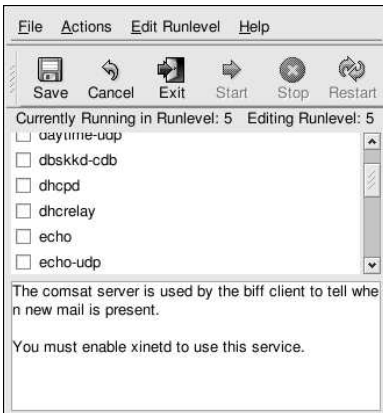 File Actions Edit Runlevel Help
Save Cancel Exit Start Stop Restart
Currently Running in Runlevel: 5 Editing Runlevel: 5
daytime-udp
dbskkd-cdb
dhcpd
dhcrelay
echo
echo-udp
The comsat server is used by the biff client to tell whe
n new mail is present.
You must enable xinetd to use this service.